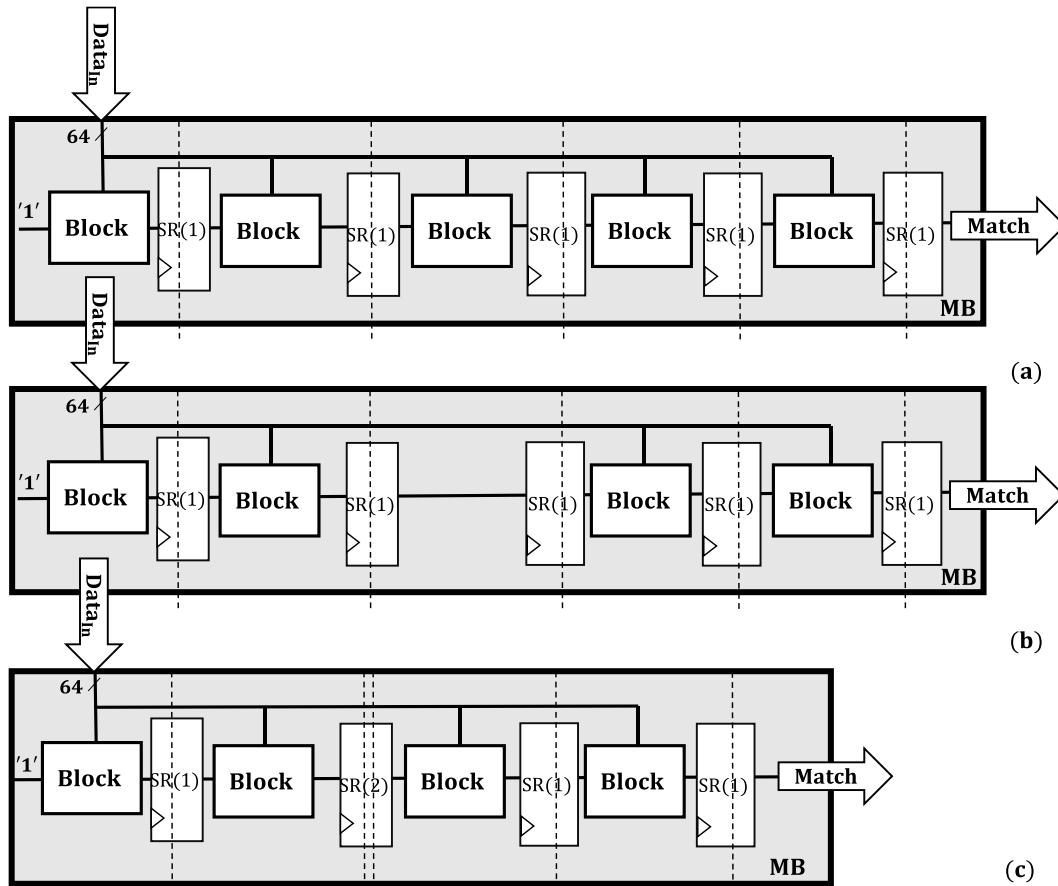 Data_In
64
'1'
Block
SR(1)
Block
SR(1)
Block
SR(1)
Block
SR(1)
Block
SR(1)
Match
MB
(a)
Data_In
64
'1'
Block
SR(1)
Block
SR(1)
SR(1)
Block
SR(1)
Block
SR(1)
Match
MB
(b)
Data_In
64
'1'
Block
SR(1)
Block
SR(2)
Block
SR(1)
Block
SR(1)
Match
MB
(c)